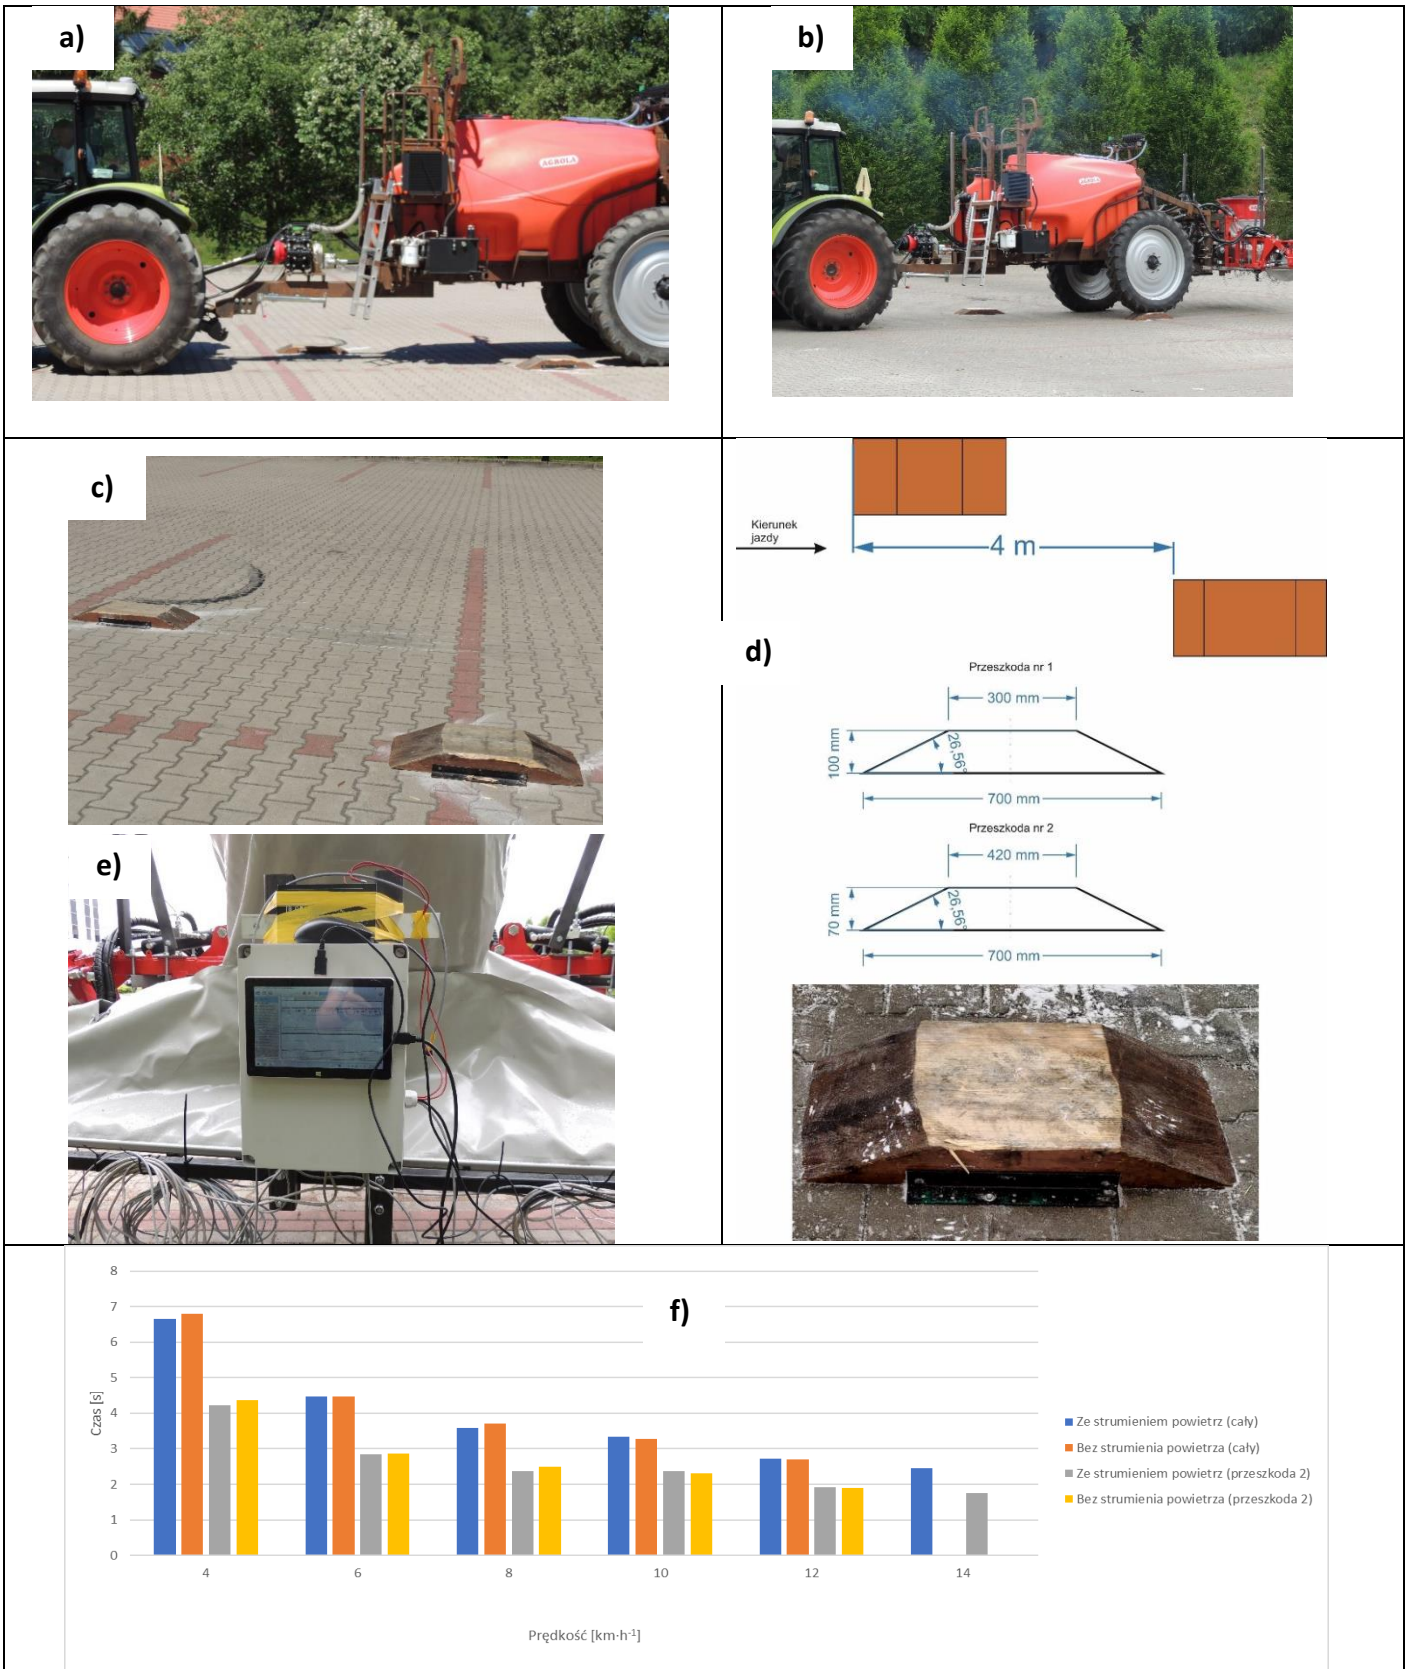 a)
AGROLA
b)
c)
Kierunek
jazdy
4 m
d)
Przeszkoda nr 1
300 mm
100 mm
26,56°
700 mm
Przeszkoda nr 2
420 mm
70 mm
26,56°
700 mm
e)
f)
8
7
6
5
4
3
2
1
0
Czas [s]
4 6 8 10 12 14
Prędkość [km·h⁻¹]
Ze strumieniem powietrz (cały)
Bez strumienia powietrza (cały)
Ze strumieniem powietrz (przeszkoda 2)
Bez strumienia powietrza (przeszkoda 2)